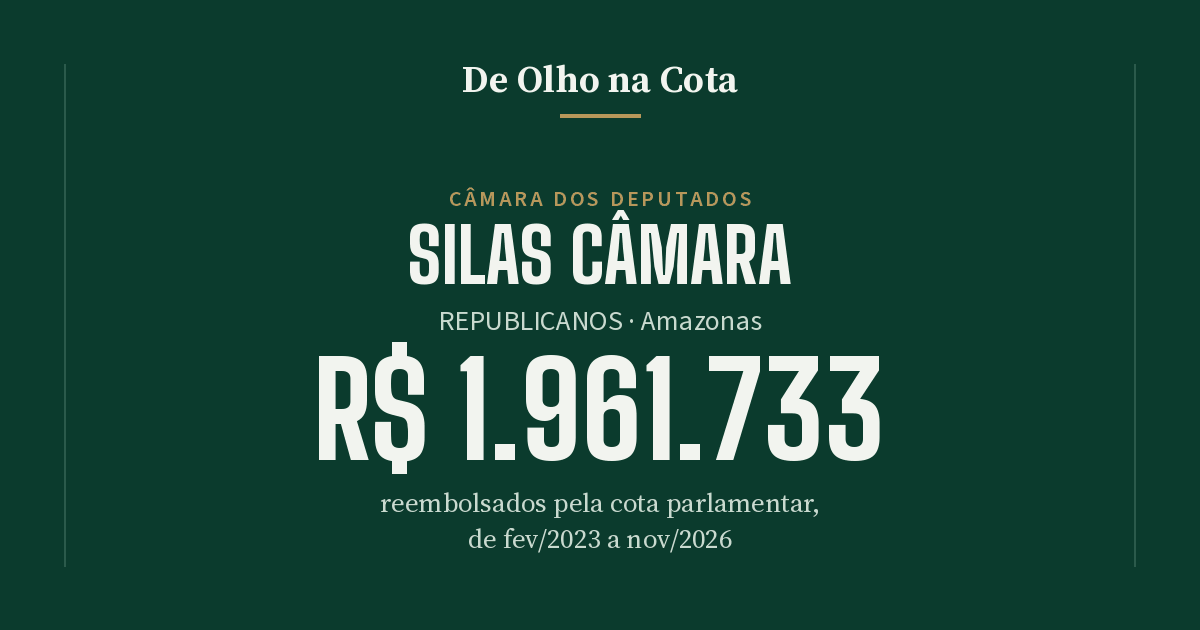 De Olho na Cota
CÂMARA DOS DEPUTADOS
SILAS CÂMARA
REPUBLICANOS · Amazonas
R$ 1.961.733
reembolsados pela cota parlamentar,
de fev/2023 a nov/2026